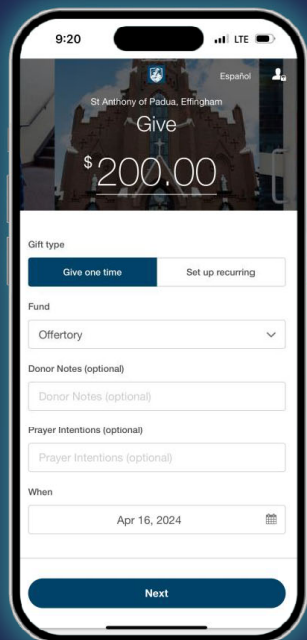 9:20
LTE
Español
St Anthony of Padua, Effingham
Give
$200.00
Gift type
Give one time Set up recurring
Fund
Offertory
Donor Notes (optional)
Donor Notes (optional)
Prayer Intentions (optional)
Prayer Intentions (optional)
When
Apr 16, 2024
Next